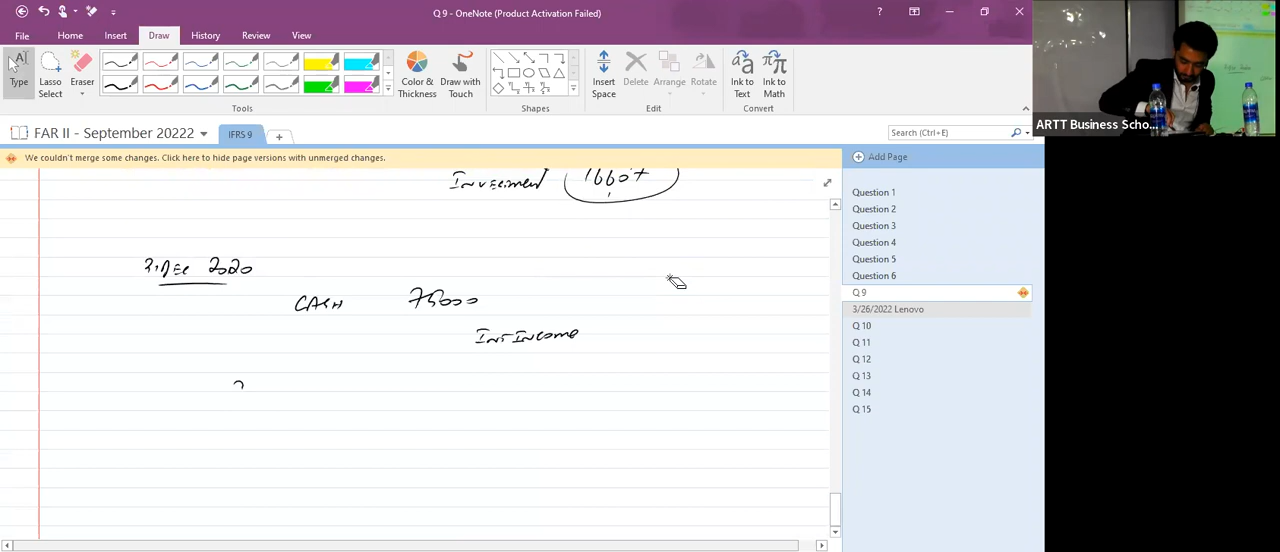 Q 9 - OneNote (Product Activation Failed)
File Home Insert Draw History Review View
Type Lasso Select Eraser Color & Thickness Draw with Touch Insert Space Delete Arrange Rotate Ink to Text Ink to Math
Tools Shapes Edit Convert
ARTT Business Scho...
FAR II - September 20222 IFRS 9 Search (Ctrl+E)
We couldn't merge some changes. Click here to hide page versions with unmerged changes.
Add Page
Investment 16607
Question 1
Question 2
Question 3
Question 4
Question 5
Question 6
Q 9
3/26/2022 Lenovo
Q 10
Q 11
Q 12
Q 13
Q 14
Q 15
31 DEC 2020
CASH 75000
INT INCOME